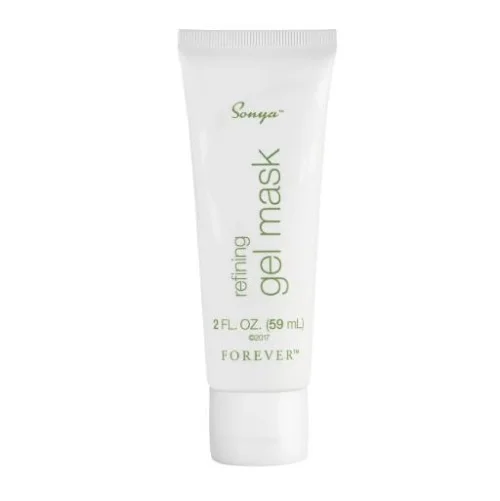 Sonya™
refining
gel mask
2 FL. OZ. (59 mL)
©2017
FOREVER™